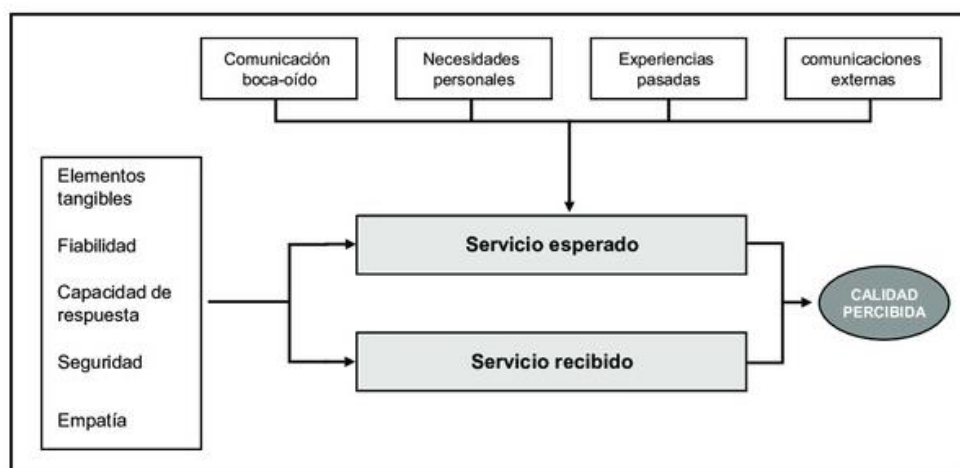 Comunicación
boca-oído
Necesidades
personales
Experiencias
pasadas
comunicaciones
externas
Elementos
tangibles
Fiabilidad
Capacidad de
respuesta
Seguridad
Empatía
Servicio esperado
Servicio recibido
CALIDAD
PERCIBIDA